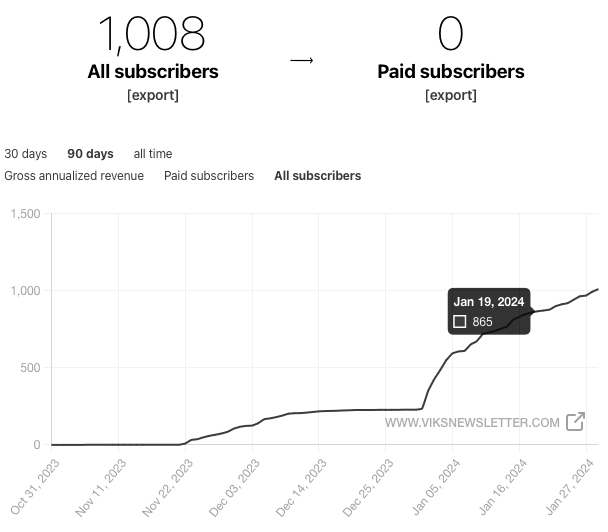 1,008 → 0
All subscribers Paid subscribers
[export] [export]
30 days 90 days all time
Gross annualized revenue Paid subscribers All subscribers
1,500
1,000
Jan 19, 2024
865
500
WWW.VIKSNEWSLETTER.COM
0
Oct 31, 2023 Nov 11, 2023 Nov 22, 2023 Dec 03, 2023 Dec 14, 2023 Dec 25, 2023 Jan 05, 2024 Jan 16, 2024 Jan 27, 2024